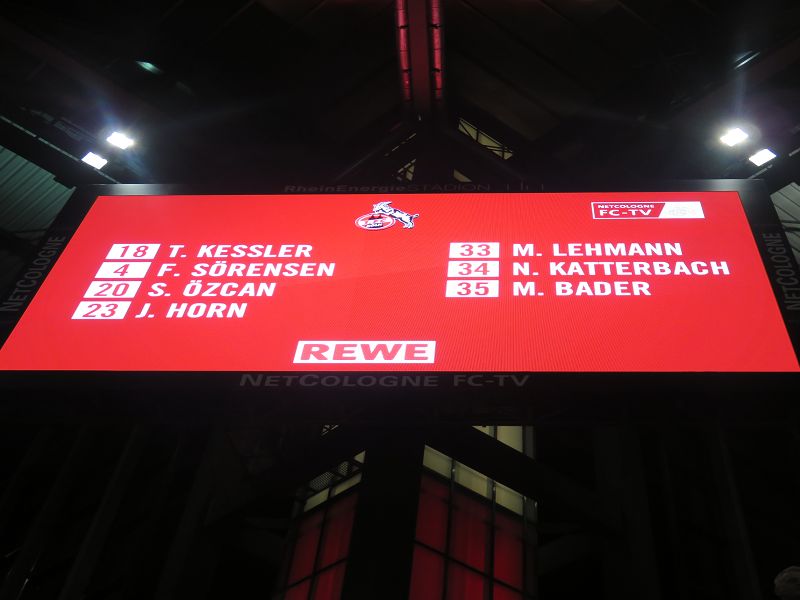 RheinEnergieSTADION
NETCOLOGNE
FC-TV
18 T. KESSLER
4 F. SÖRENSEN
20 S. ÖZCAN
23 J. HORN
33 M. LEHMANN
34 N. KATTERBACH
35 M. BADER
REWE
NETCOLOGNE FC-TV
NETCOLOGNE